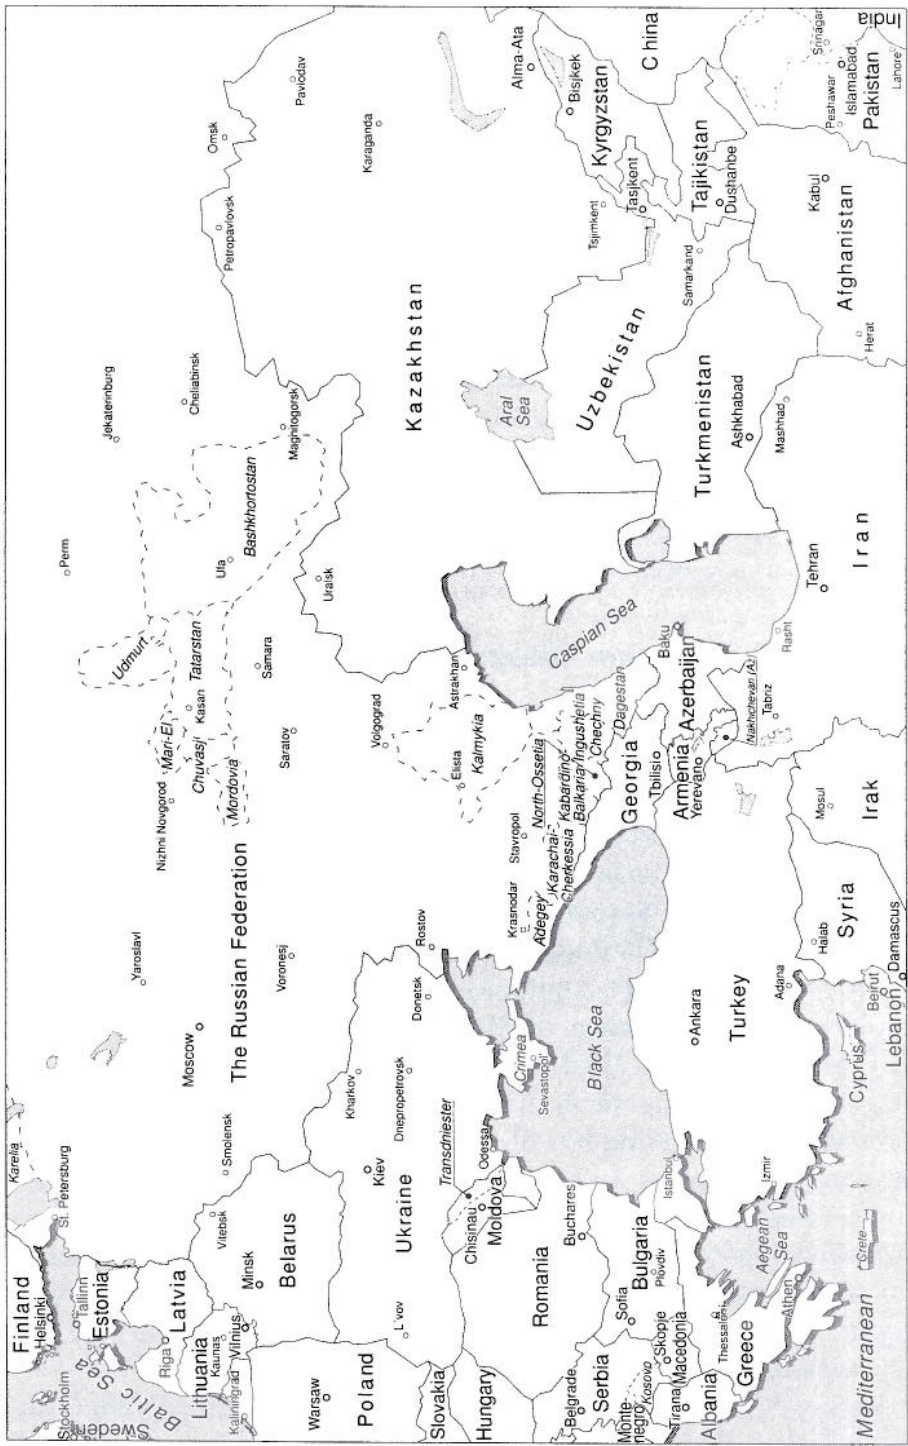 Finland
Helsinki
Karelia
St. Petersburg
Stockholm
Sweden
Baltic Sea
Tallinn
Estonia
Riga
Latvia
Lithuania
Kaunas
Vilnius
Kaliningrad
Vitebsk
Smolensk
Minsk
Belarus
Moscow
Yaroslavl
The Russian Federation
Voronesj
Nizhni Novgorod
Mari-El
Chuvasji
Mordovia
Kasan
Tatarstan
Udmurt
Perm
Samara
Saratov
Ufa
Bashkhortostan
Jekaterinburg
Cheliabinsk
Maghitogorsk
Petropavlovsk
Omsk
Pavlodav
Karaganda
Uralsk
Kazakhstan
Warsaw
Poland
L'vov
Kiev
Ukraine
Kharkov
Dnepropetrovsk
Donetsk
Rostov
Volgograd
Astrakhan
Elista
Kalmykia
Slovakia
Hungary
Transdniester
Chisinau
Moldova
Odessa
Crimea
Sevastopol'
Krasnodar
Stavropol
Adegey
Karachai-
Cherkessia
North-Ossetia
Kabardino
Balkaria
Ingushetia
Chechny
Dagestan
Caspian Sea
Aral
Sea
Alma-Ata
Bisjkek
Kyrgyzstan
China
Tsjimkent
Tasjkent
Uzbekistan
Samarkand
Tajikistan
Dushanbe
Turkmenistan
Ashkhabad
Mashhad
Romania
Buchares
Belgrade
Serbia
Monte-
negro
Kosovo
Sofia
Bulgaria
Plovdiv
Skopje
Macedonia
Tirana
Albania
Black Sea
Istanbul
Georgia
Tbilisio
Armenia
Yerevano
Azerbaijan
Baku
Nakhichevan (Az)
Tabriz
Rasht
Tehran
Iran
Herat
Afghanistan
Kabul
Peshawar
Islamabad
Pakistan
Lahore
Srinagar
India
Thessaloni
Greece
Athen
Aegean
Sea
Izmir
Ankara
Turkey
Adana
Halab
Syria
Mosul
Irak
Mediterranean
Crete
Cyprus
Beirut
Lebanon
Damascus